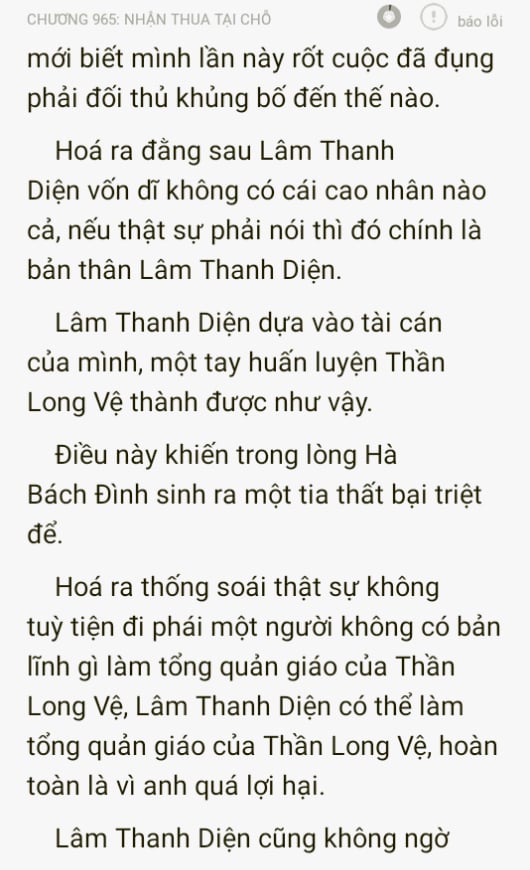 CHƯƠNG 965: NHẬN THUA TẠI CHỖ
báo lỗi
mới biết mình lần này rốt cuộc đã đụng
phải đối thủ khủng bố đến thế nào.
Hoá ra đằng sau Lâm Thanh
Diện vốn dĩ không có cái cao nhân nào
cả, nếu thật sự phải nói thì đó chính là
bản thân Lâm Thanh Diện.
Lâm Thanh Diện dựa vào tài cán
của mình, một tay huấn luyện Thần
Long Vệ thành được như vậy.
Điều này khiến trong lòng Hà
Bách Đình sinh ra một tia thất bại triệt
để.
Hoá ra thống soái thật sự không
tuỳ tiện đi phái một người không có bản
lĩnh gì làm tổng quản giáo của Thần
Long Vệ, Lâm Thanh Diện có thể làm
tổng quản giáo của Thần Long Vệ, hoàn
toàn là vì anh quá lợi hại.
Lâm Thanh Diện cũng không ngờ